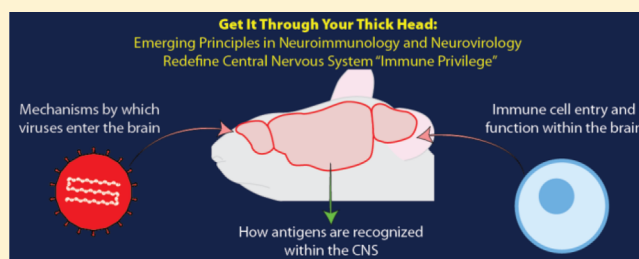 Get It Through Your Thick Head:
Emerging Principles in Neuroimmunology and Neurovirology
Redefine Central Nervous System "Immune Privilege"
Mechanisms by which
viruses enter the brain
Immune cell entry and
function within the brain
How antigens are recognized
within the CNS